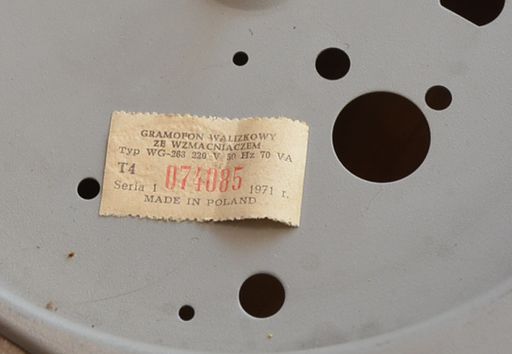 GRAMOFON WALIZKOWY
ZE WZMACNIACZEM
Typ WG-263 220 V 50 Hz 70 VA
T4 074085
Seria 1 1971 r.
MADE IN POLAND